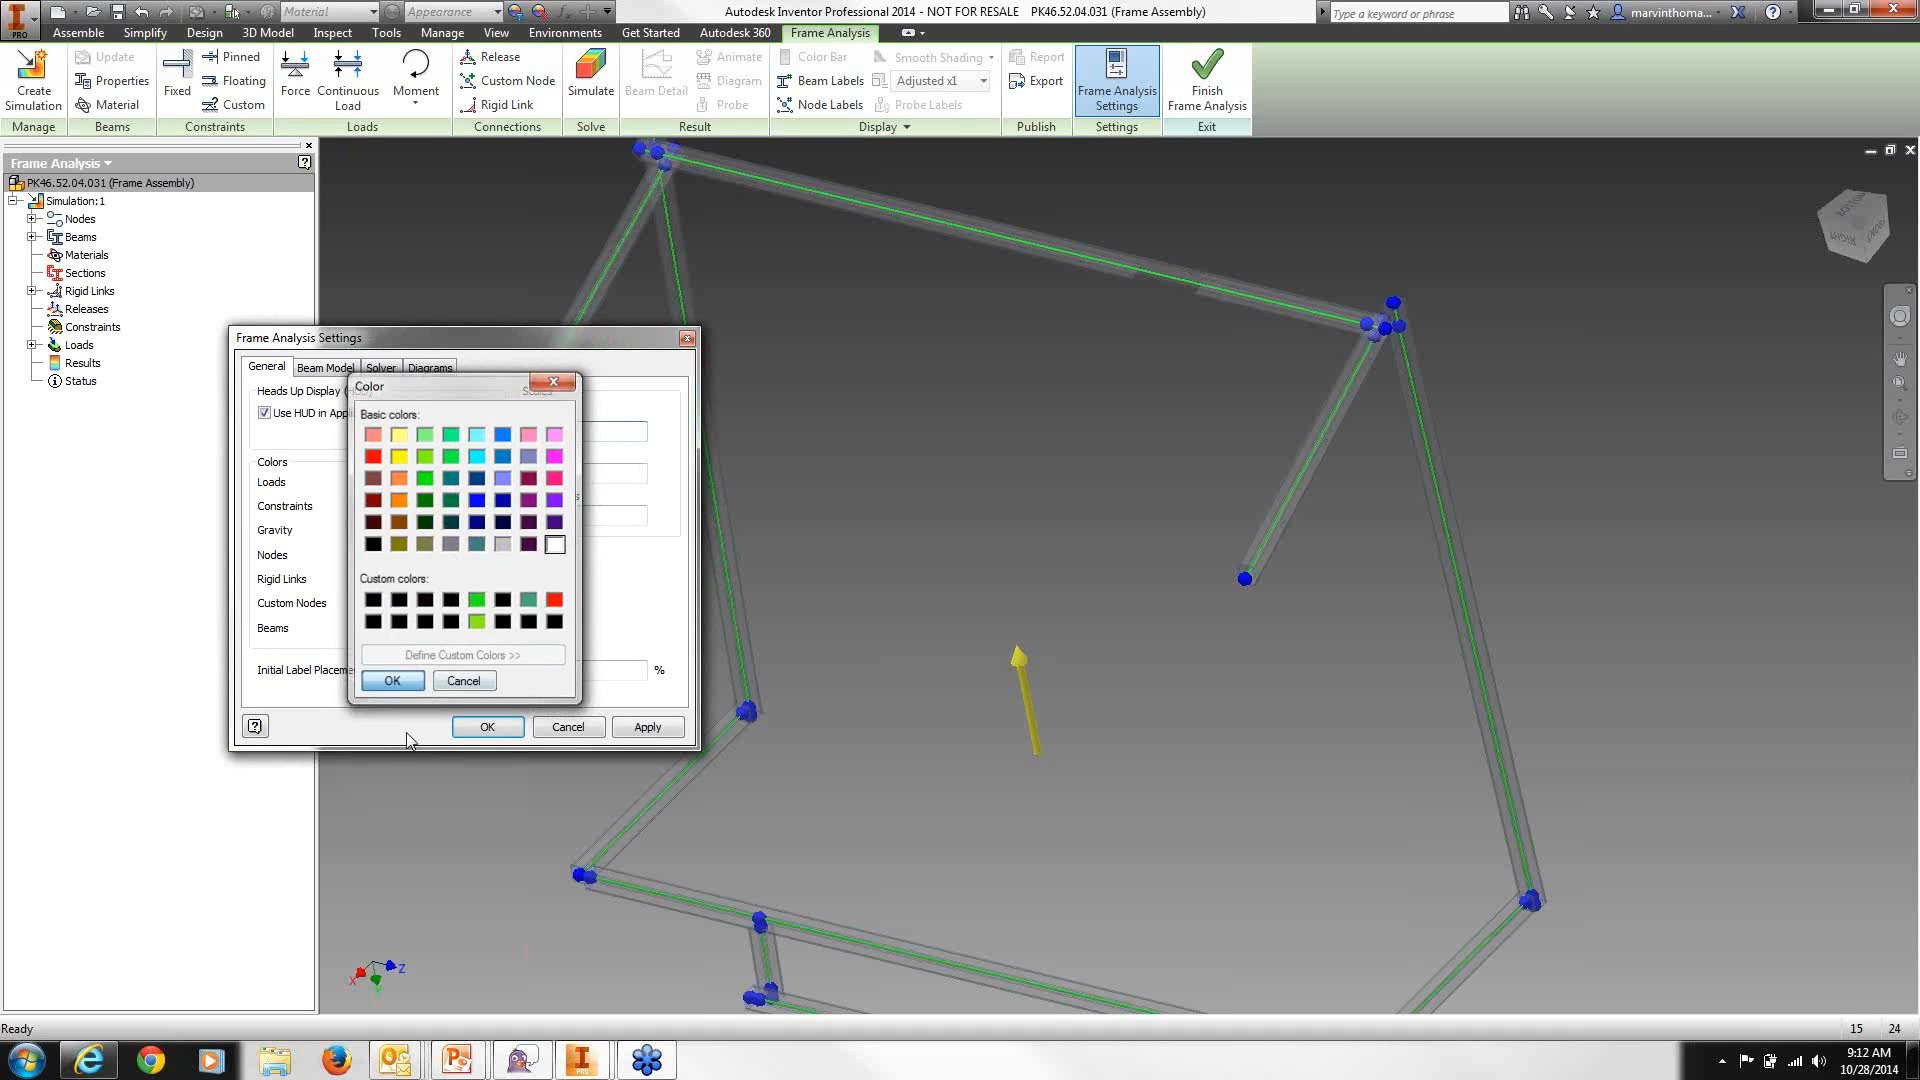 Material
Appearance
Autodesk Inventor Professional 2014 - NOT FOR RESALE PK46.52.04.031 (Frame Assembly)
Type a keyword or phrase
marvinthoma...
PRO
Assemble Simplify Design 3D Model Inspect Tools Manage View Environments Get Started Autodesk 360 Frame Analysis
Create Simulation
Update
Properties
Material
Fixed
Pinned
Floating
Custom
Force
Continuous Load
Moment
Release
Custom Node
Rigid Link
Simulate
Beam Detail
Animate
Diagram
Probe
Color Bar
Beam Labels
Node Labels
Smooth Shading
Adjusted x1
Probe Labels
Report
Export
Frame Analysis Settings
Finish Frame Analysis
Manage Beams Constraints Loads Connections Solve Result Display Publish Settings Exit
Frame Analysis
PK46.52.04.031 (Frame Assembly)
Simulation:1
Nodes
Beams
Materials
Sections
Rigid Links
Releases
Constraints
Loads
Results
Status
BOTTOM
RIGHT
Frame Analysis Settings
General Beam Model Solver Diagrams
Heads Up Display (
Use HUD in Appli
Scales
Colors
Loads
Constraints
Gravity
Nodes
Rigid Links
Custom Nodes
Beams
Initial Label Placeme
%
OK Cancel Apply
Color
Basic colors:
Custom colors:
Define Custom Colors >>
OK Cancel
X
Z
Ready
15 24
9:12 AM
10/28/2014